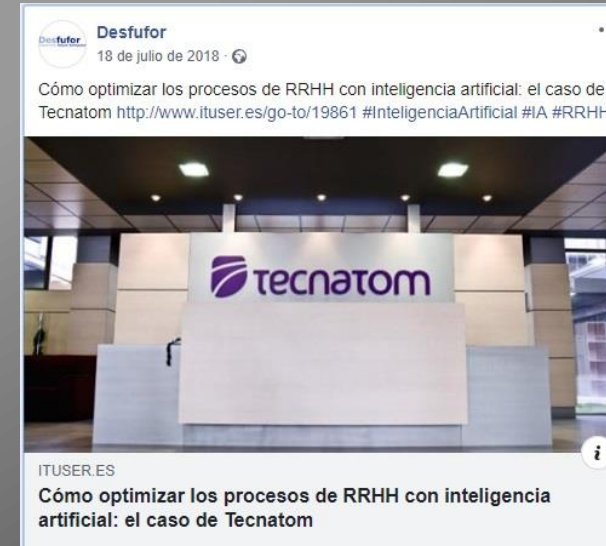 Desfufor
Desfufor
18 de julio de 2018 ·
Cómo optimizar los procesos de RRHH con inteligencia artificial: el caso de
Tecnatom http://www.ituser.es/go-to/19861 #InteligenciaArtificial #IA #RRHH
tecnatom
ITUSER.ES
Cómo optimizar los procesos de RRHH con inteligencia
artificial: el caso de Tecnatom